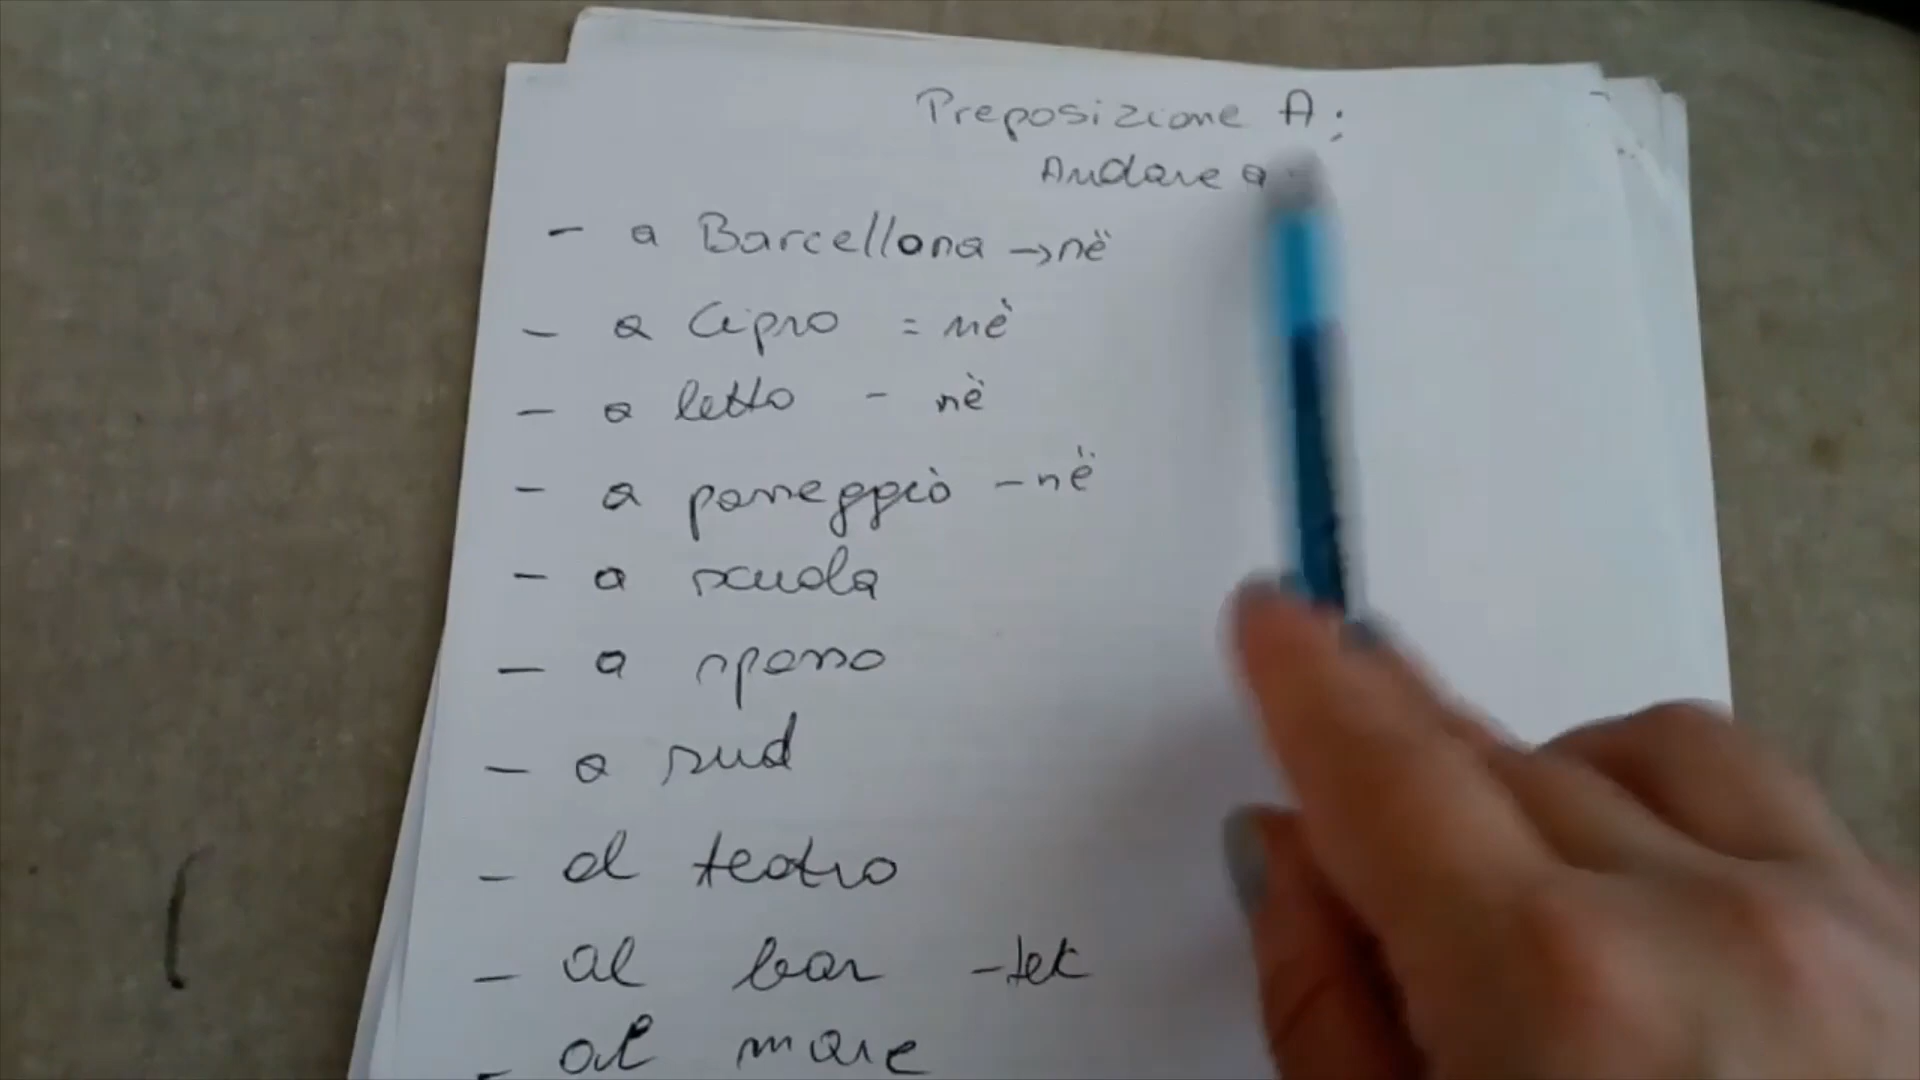 Preposizione A:
Andare a
- a Barcellona → në
- a Cipro = në
- a letto - në
- a passeggio - në
- a scuola
- a spasso
- a sud
- al teatro
- al bar - tek
- al mare